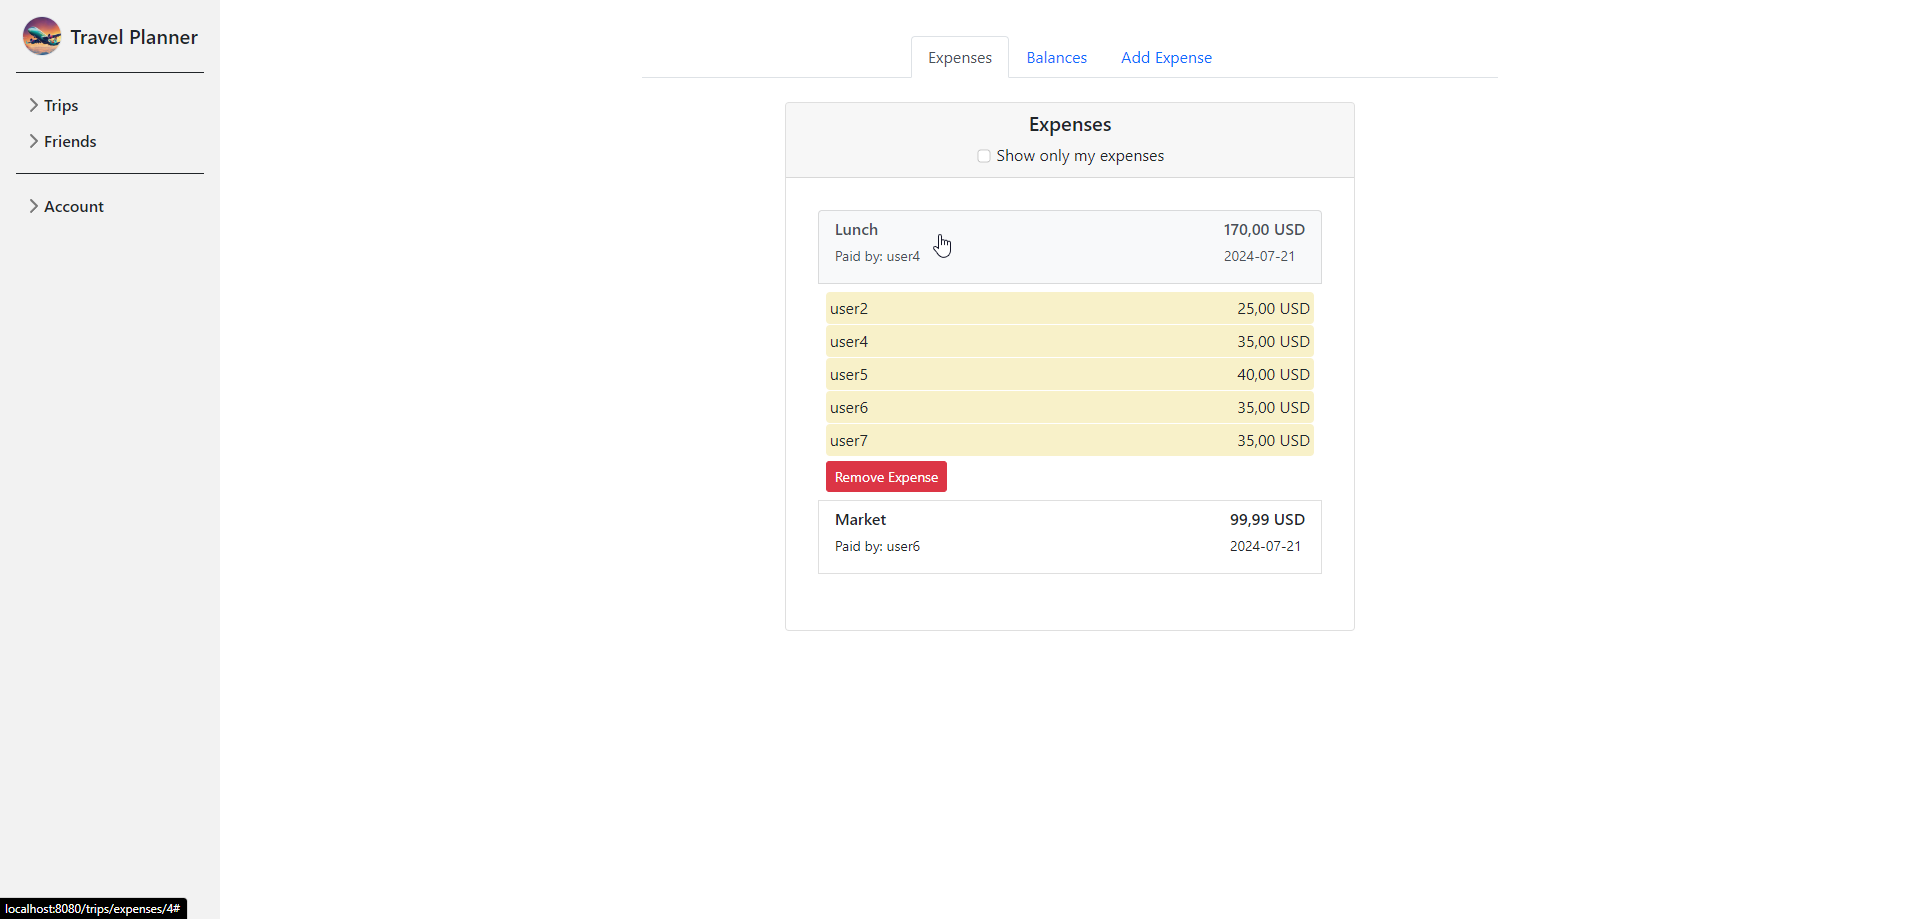 Travel Planner
Trips
Friends
Account
Expenses Balances Add Expense
Expenses
Show only my expenses
Lunch 170,00 USD
Paid by: user4 2024-07-21
user2 25,00 USD
user4 35,00 USD
user5 40,00 USD
user6 35,00 USD
user7 35,00 USD
Remove Expense
Market 99,99 USD
Paid by: user6 2024-07-21
localhost:8080/trips/expenses/4#